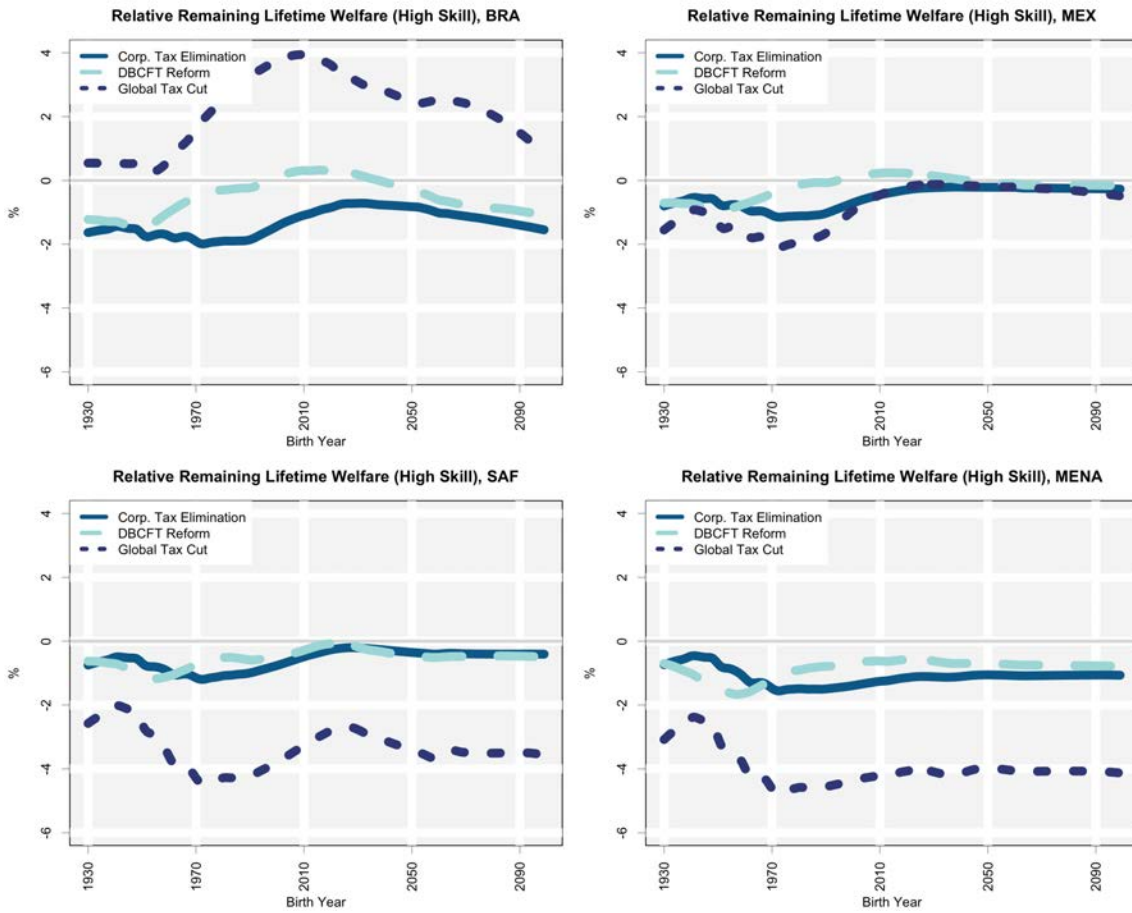 Relative Remaining Lifetime Welfare (High Skill), BRA
Corp. Tax Elimination
DBCFT Reform
Global Tax Cut
4
2
0
-2
-4
-6
%
1930
1970
2010
2050
2090
Birth Year
Relative Remaining Lifetime Welfare (High Skill), MEX
Corp. Tax Elimination
DBCFT Reform
Global Tax Cut
4
2
0
-2
-4
-6
%
1930
1970
2010
2050
2090
Birth Year
Relative Remaining Lifetime Welfare (High Skill), SAF
Corp. Tax Elimination
DBCFT Reform
Global Tax Cut
4
2
0
-2
-4
-6
%
1930
1970
2010
2050
2090
Birth Year
Relative Remaining Lifetime Welfare (High Skill), MENA
Corp. Tax Elimination
DBCFT Reform
Global Tax Cut
4
2
0
-2
-4
-6
%
1930
1970
2010
2050
2090
Birth Year